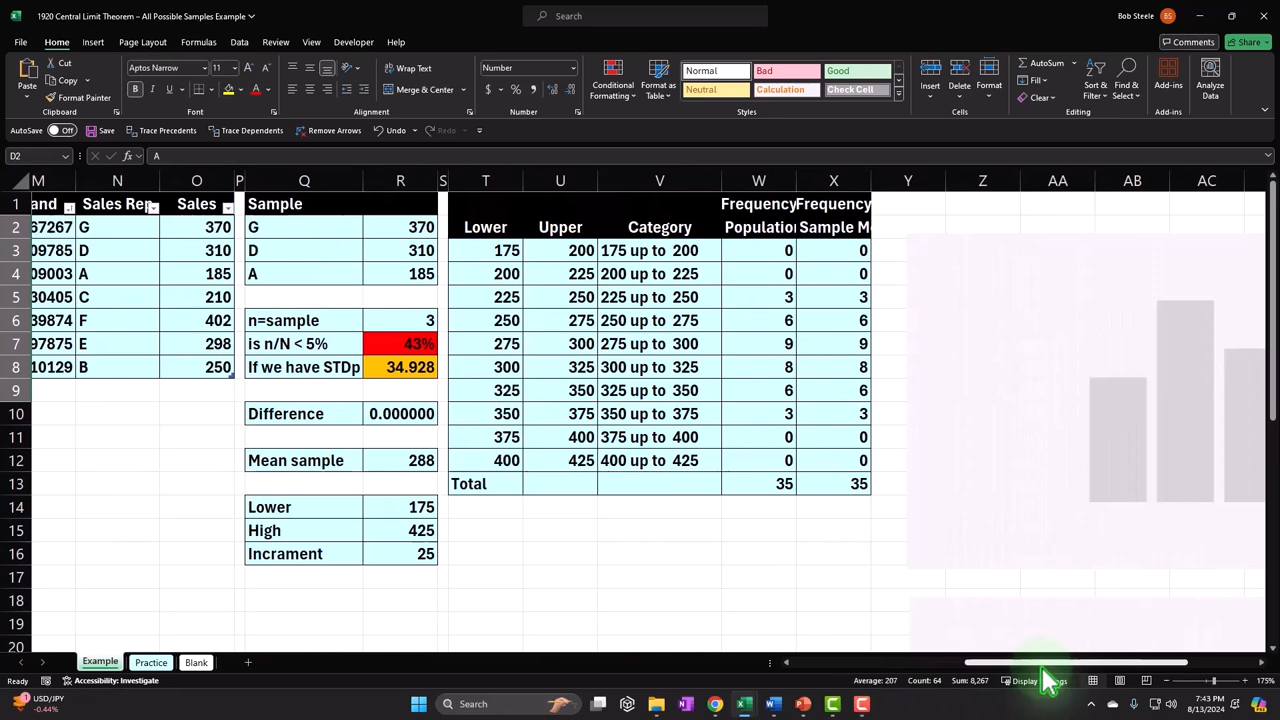 1920 Central Limit Theorem – All Possible Samples Example
Search
Bob Steele
BS
File Home Insert Page Layout Formulas Data Review View Developer Help
Comments
Share
Paste
Cut
Copy
Format Painter
Clipboard
Aptos Narrow 11
Font
Wrap Text
Merge & Center
Alignment
Number
Number
Conditional Formatting
Format as Table
Normal Bad Good
Neutral Calculation Check Cell
Styles
Insert Delete Format
Cells
AutoSum
Fill
Clear
Sort & Filter
Find & Select
Editing
Add-ins
Add-ins
Analyze Data
AutoSave Off Save Trace Precedents Trace Dependents Remove Arrows Undo Redo
D2 fx A
M N O P Q R S T U V W X Y Z AA AB AC
1 and Sales Rep Sales Sample Frequency Frequency
2 67267 G 370 G 370 Lower Upper Category Population Sample M
3 09785 D 310 D 310 175 200 175 up to 200 0 0
4 09003 A 185 A 185 200 225 200 up to 225 0 0
5 30405 C 210 225 250 225 up to 250 3 3
6 39874 F 402 n=sample 3 250 275 250 up to 275 6 6
7 97875 E 298 is n/N < 5% 43% 275 300 275 up to 300 9 9
8 10129 B 250 If we have STDp 34.928 300 325 300 up to 325 8 8
9 325 350 325 up to 350 6 6
10 Difference 0.000000 350 375 350 up to 375 3 3
11 375 400 375 up to 400 0 0
12 Mean sample 288 400 425 400 up to 425 0 0
13 Total 35 35
14 Lower 175
15 High 425
16 Incrament 25
17
18
19
20
Example Practice Blank
Ready Accessibility: Investigate Average: 207 Count: 64 Sum: 8,267 Display 175%
USD/JPY
-0.44%
Search
7:43 PM
8/13/2024